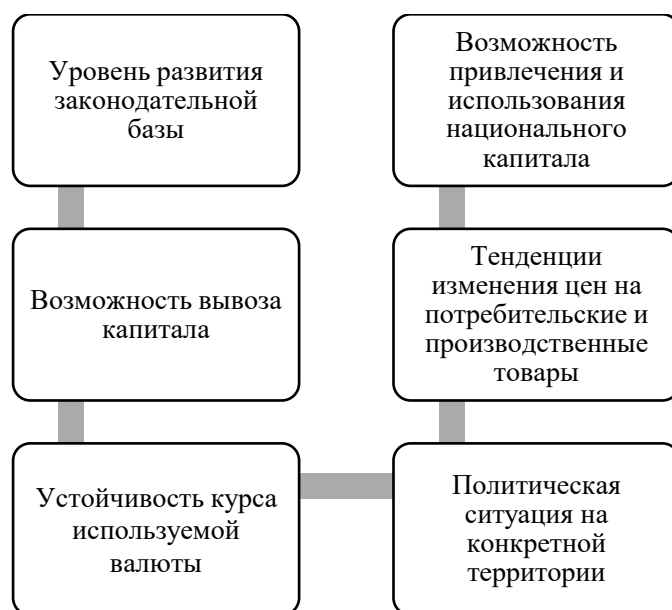 Уровень развития
законодательной
базы
Возможность вывоза
капитала
Устойчивость курса
используемой
валюты
Политическая
ситуация на
конкретной
территории
Тенденции
изменения цен на
потребительские и
производственные
товары
Возможность
привлечения и
использования
национального
капитала